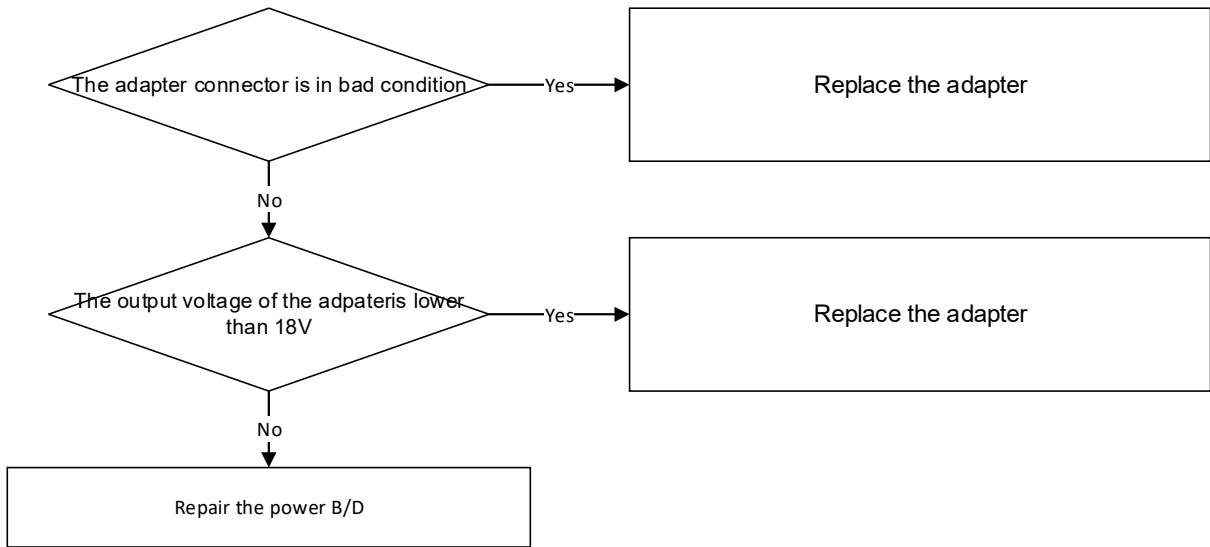 The adapter connector is in bad condition
Yes
Replace the adapter
No
The output voltage of the adpateris lower
than 18V
Yes
Replace the adapter
No
Repair the power B/D